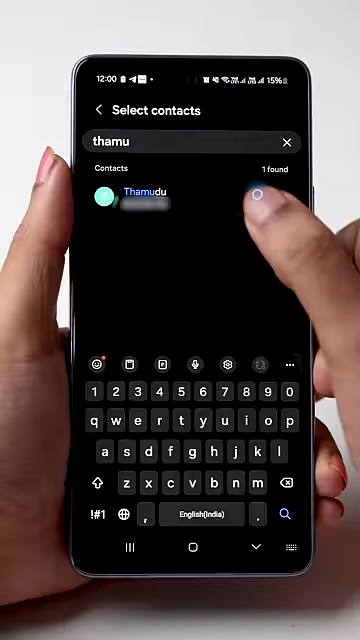 12:00 15%
Select contacts
thamu
Contacts 1 found
T Thamudu
1 2 3 4 5 6 7 8 9 0
q w e r t y u i o p
a s d f g h j k l
z x c v b n m
!#1 , English(India) .